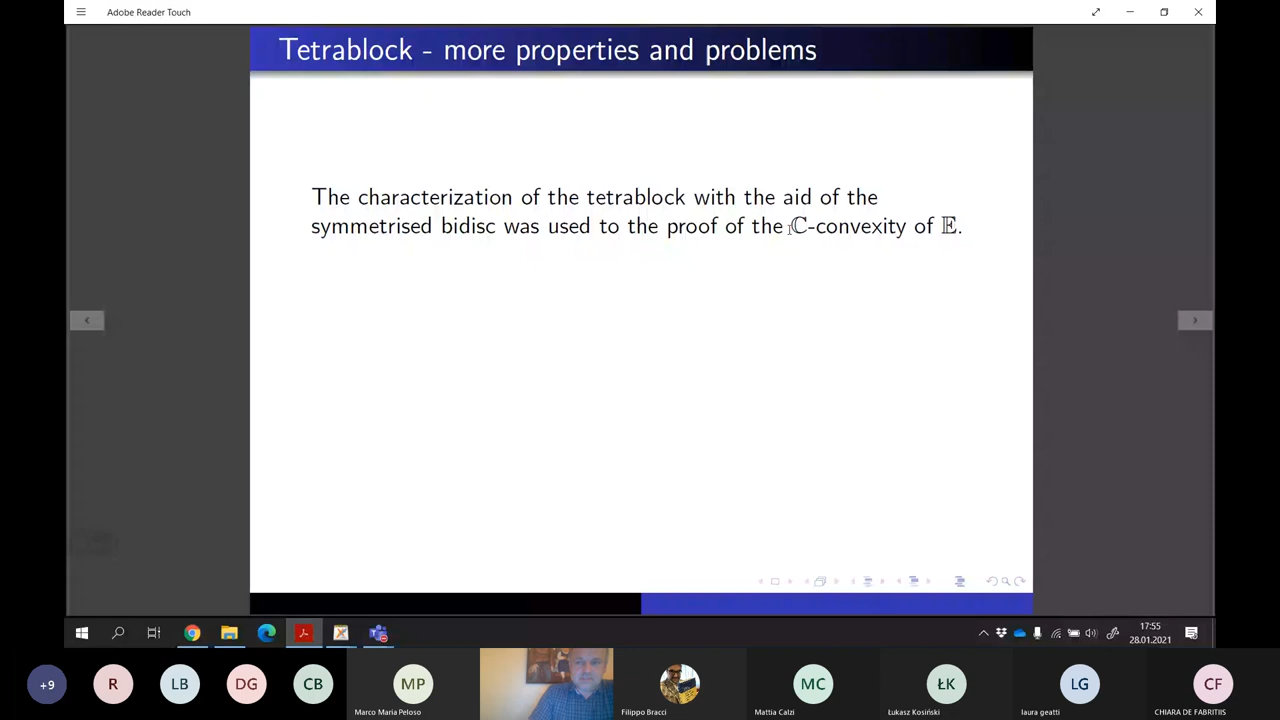 Adobe Reader Touch
Tetrablock - more properties and problems
The characterization of the tetrablock with the aid of the
symmetrised bidisc was used to the proof of the ℂ-convexity of 𝔼.
17:55
28.01.2021
+9
R
LB
DG
CB
MP
Marco Maria Peloso
Filippo Bracci
MC
Mattia Calzi
ŁK
Łukasz Kosiński
LG
laura geatti
CF
CHIARA DE FABRITIIS